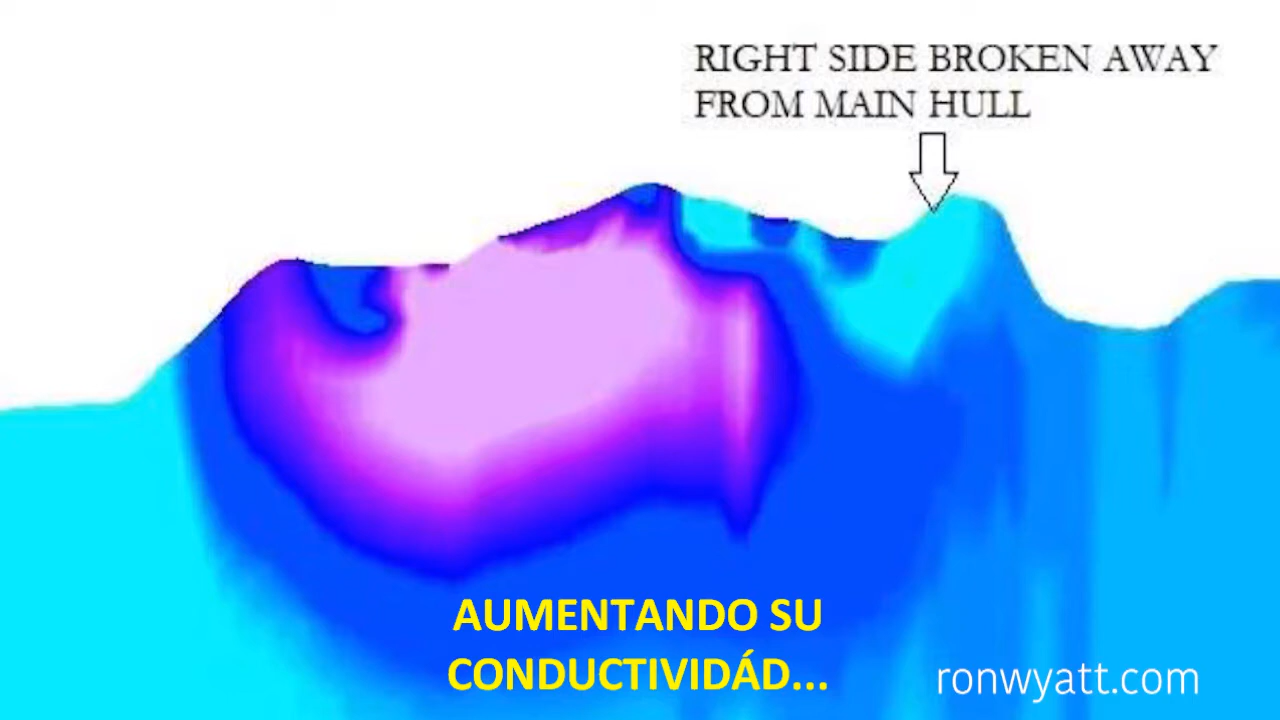 RIGHT SIDE BROKEN AWAY
FROM MAIN HULL
AUMENTANDO SU
CONDUCTIVIDÁD...
ronwyatt.com